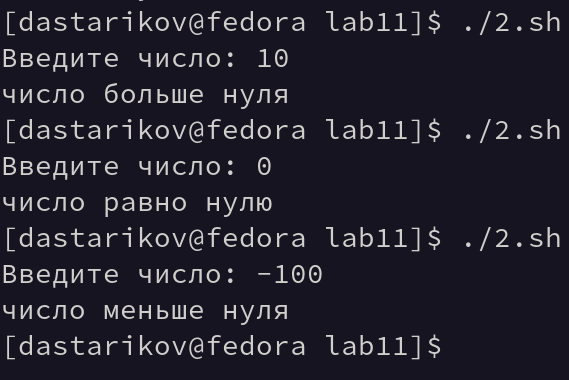 [dastarikov@fedora lab11]$ ./2.sh
Введите число: 10
число больше нуля
[dastarikov@fedora lab11]$ ./2.sh
Введите число: 0
число равно нулю
[dastarikov@fedora lab11]$ ./2.sh
Введите число: -100
число меньше нуля
[dastarikov@fedora lab11]$